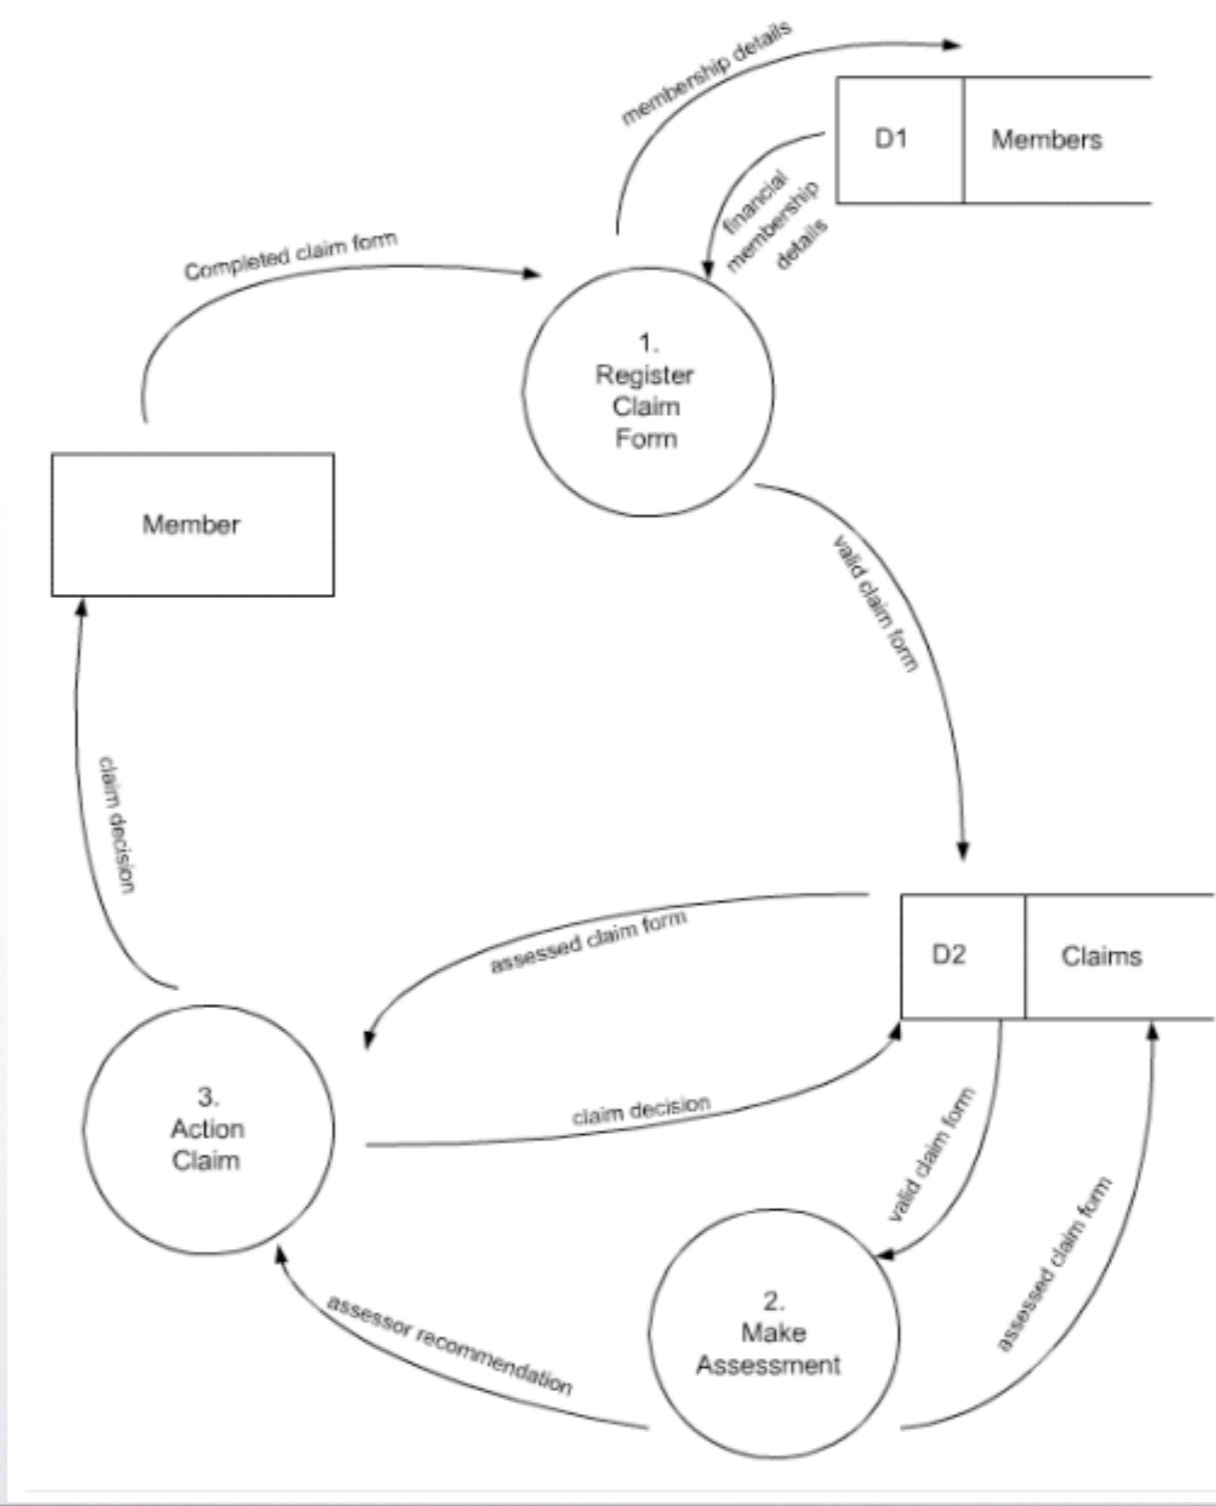 membership details
D1
Members
financial
membership
details
Completed claim form
1.
Register
Claim
Form
Member
valid claim form
claim decision
assessed claim form
D2
Claims
3.
Action
Claim
claim decision
valid claim form
assessed claim form
2.
Make
Assessment
assessor recommendation